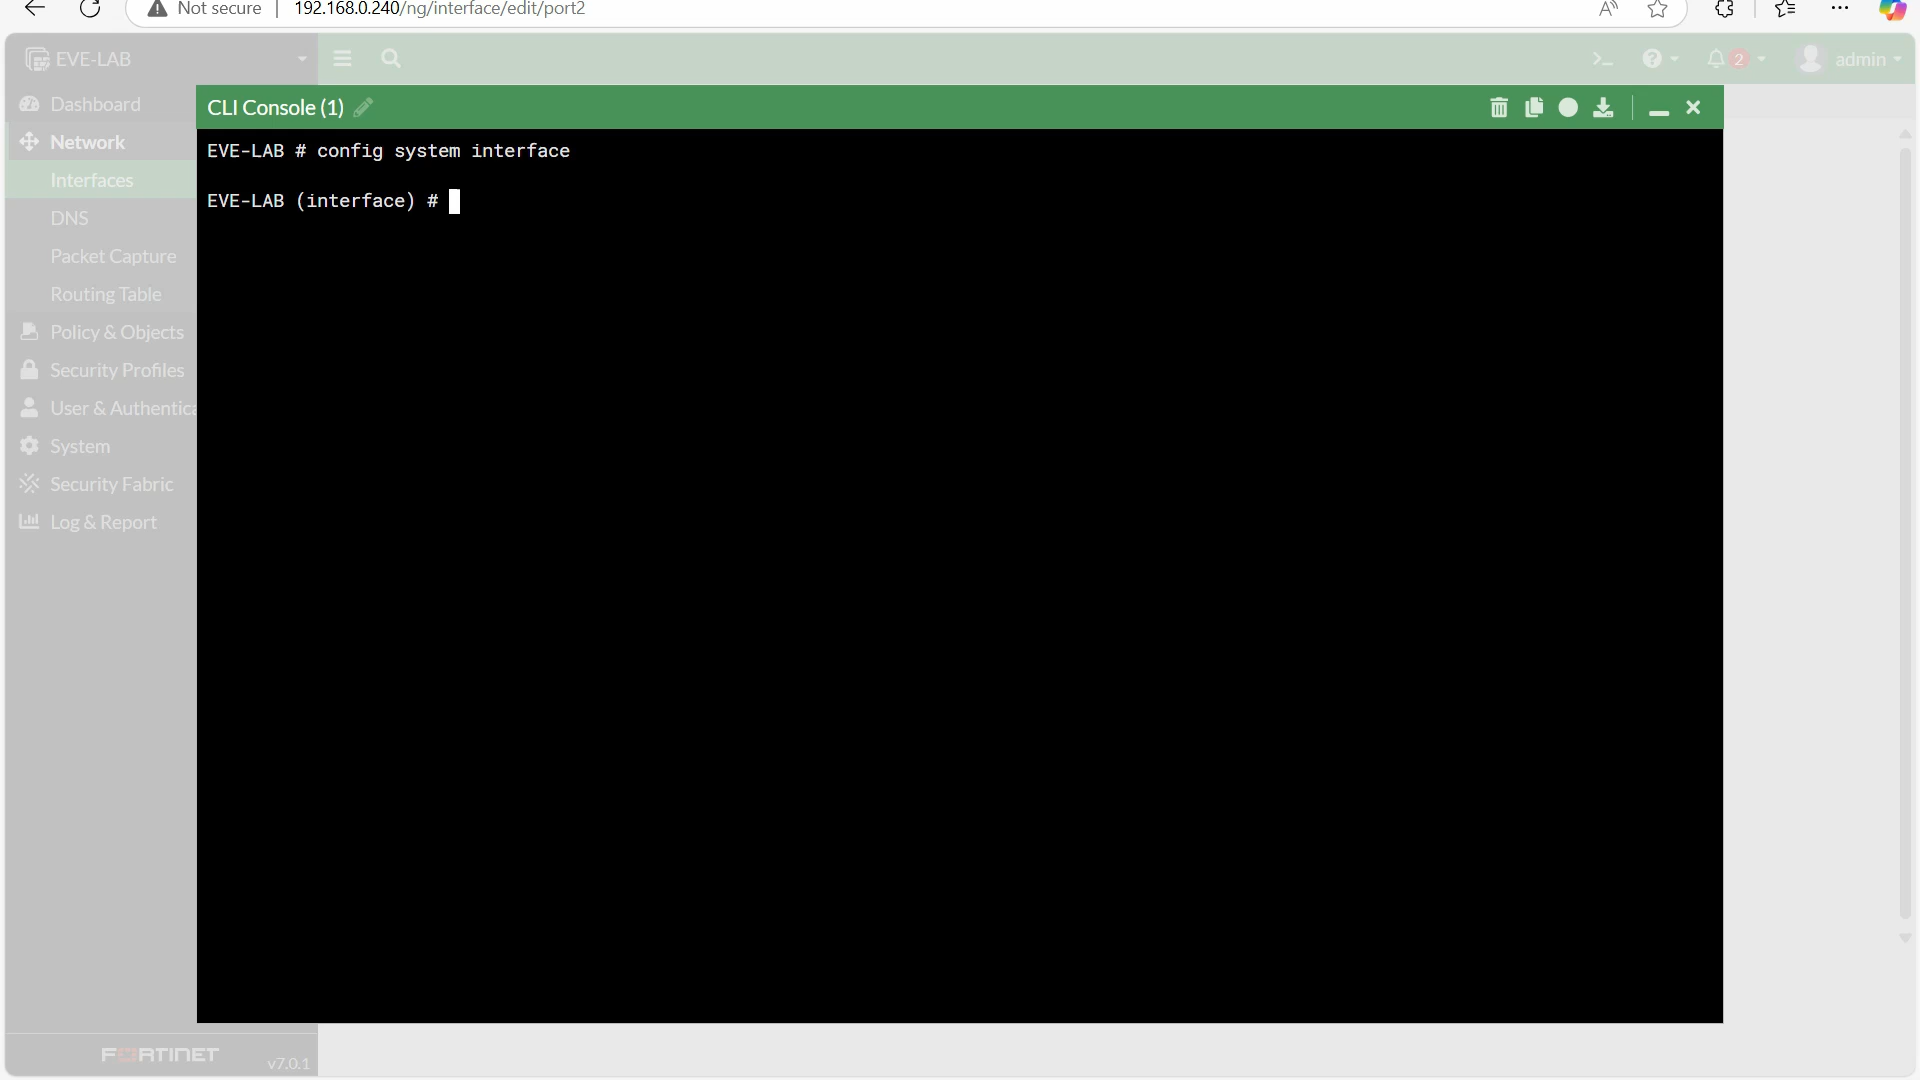 Not secure | 192.168.0.240/ng/interface/edit/port2
EVE-LAB
2
admin
Dashboard
CLI Console (1)
Network
EVE-LAB # config system interface
Interfaces
EVE-LAB (interface) #
DNS
Packet Capture
Routing Table
Policy & Objects
Security Profiles
User & Authentica
System
Security Fabric
Log & Report
FORTINET
v7.0.1